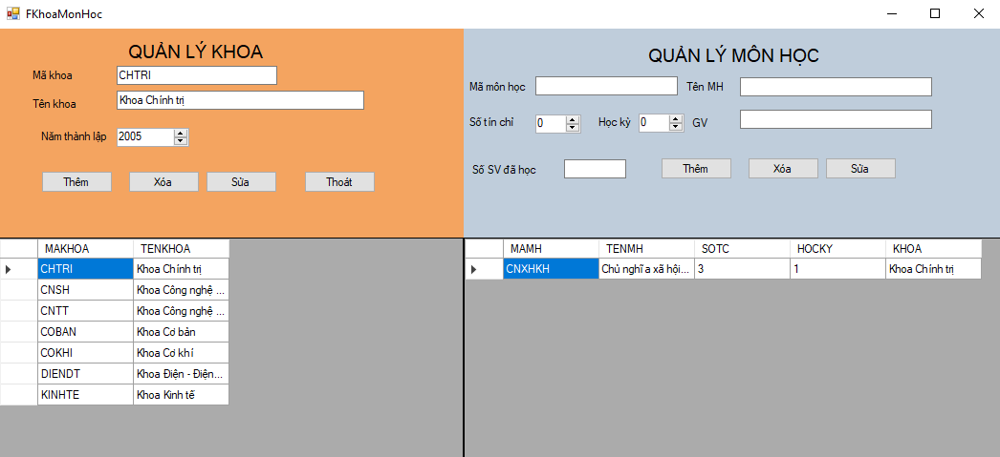 FKhoaMonHoc
QUẢN LÝ KHOA
Mã khoa CHTRI
Tên khoa Khoa Chính trị
Năm thành lập 2005
Thêm Xóa Sửa Thoát
QUẢN LÝ MÔN HỌC
Mã môn học Tên MH
Số tín chỉ 0 Học kỳ 0 GV
Số SV đã học Thêm Xóa Sửa
MAKHOA TENKHOA
CHTRI Khoa Chính trị
CNSH Khoa Công nghệ ...
CNTT Khoa Công nghệ ...
COBAN Khoa Cơ bản
COKHI Khoa Cơ khí
DIENDT Khoa Điện - Điện...
KINHTE Khoa Kinh tế
MAMH TENMH SOTC HOCKY KHOA
CNXHKH Chủ nghĩa xã hội... 3 1 Khoa Chính trị